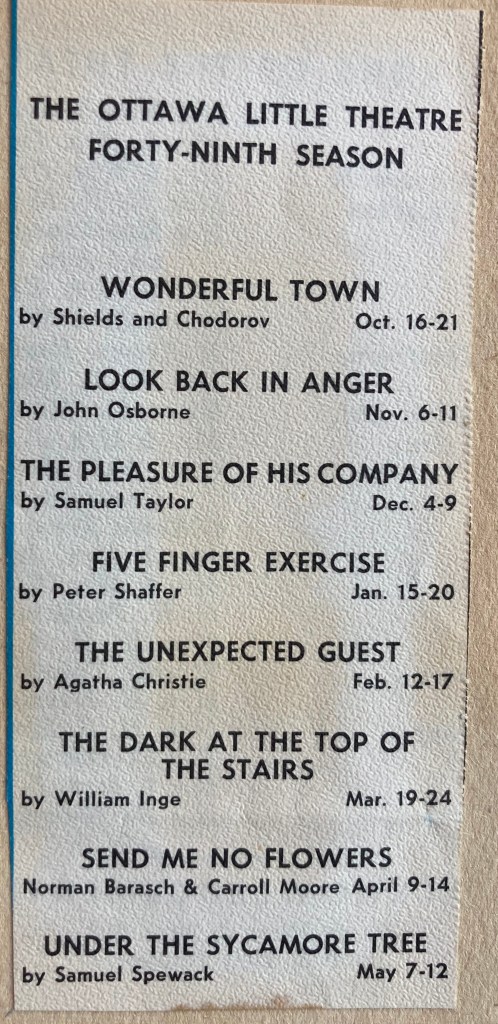 THE OTTAWA LITTLE THEATRE
FORTY-NINTH SEASON
WONDERFUL TOWN
by Shields and Chodorov Oct. 16-21
LOOK BACK IN ANGER
by John Osborne Nov. 6-11
THE PLEASURE OF HIS COMPANY
by Samuel Taylor Dec. 4-9
FIVE FINGER EXERCISE
by Peter Shaffer Jan. 15-20
THE UNEXPECTED GUEST
by Agatha Christie Feb. 12-17
THE DARK AT THE TOP OF
THE STAIRS
by William Inge Mar. 19-24
SEND ME NO FLOWERS
Norman Barasch & Carroll Moore April 9-14
UNDER THE SYCAMORE TREE
by Samuel Spewack May 7-12